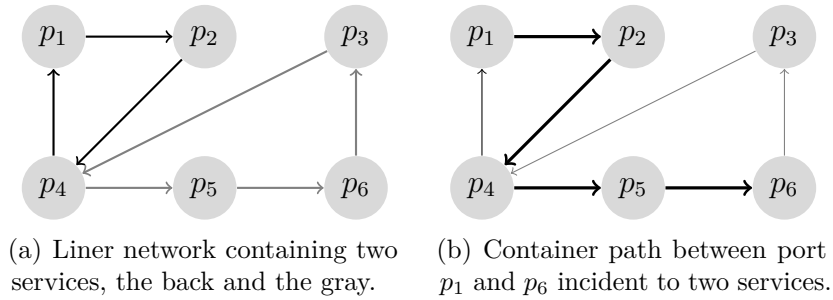 p1 p2 p3 p1 p2 p3
p4 p5 p6 p4 p5 p6
(a) Liner network containing two
services, the back and the gray.
(b) Container path between port
p1 and p6 incident to two services.